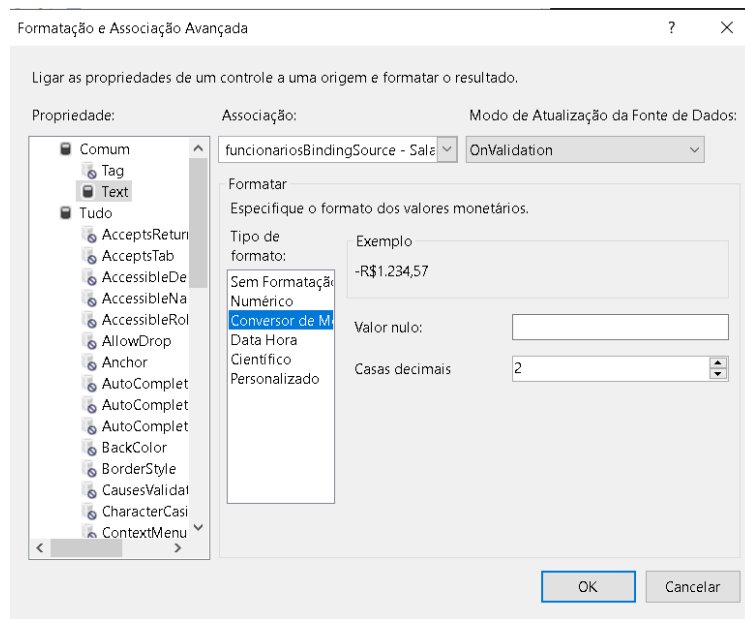 Formatação e Associação Avançada
?
Ligar as propriedades de um controle a uma origem e formatar o resultado.
Propriedade:
Associação:
Modo de Atualização da Fonte de Dados:
Comum
Tag
Text
Tudo
AcceptsReturn
AcceptsTab
AccessibleDe
AccessibleNa
AccessibleRol
AllowDrop
Anchor
AutoComplet
AutoComplet
AutoComplet
BackColor
BorderStyle
CausesValidat
CharacterCasi
ContextMenu
funcionariosBindingSource - Sala
OnValidation
Formatar
Especifique o formato dos valores monetários.
Tipo de
formato:
Sem Formataçã
Numérico
Conversor de M
Data Hora
Científico
Personalizado
Exemplo
-R$1.234,57
Valor nulo:
Casas decimais
2
OK
Cancelar